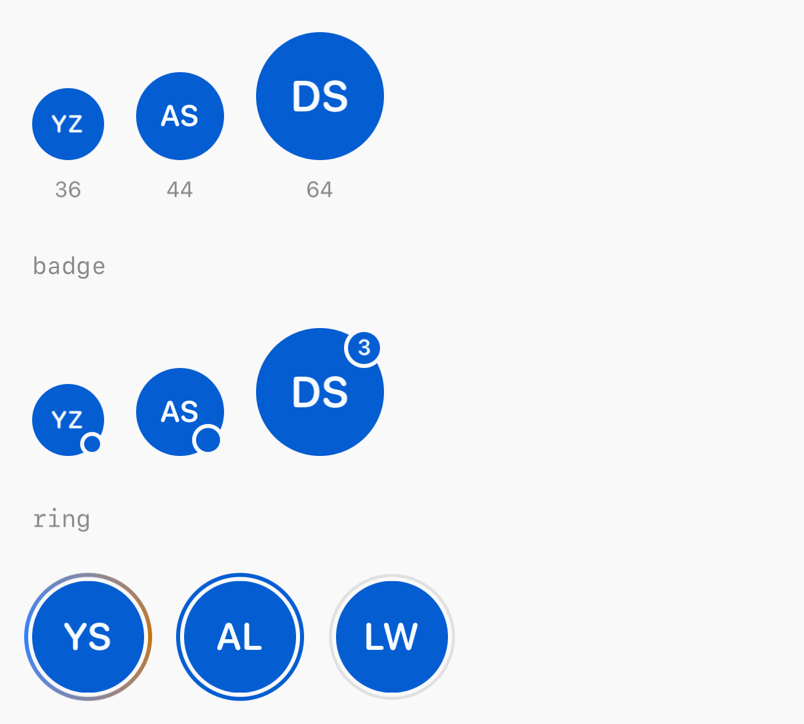 YZ AS DS
36 44 64
badge
3
YZ AS DS
ring
YS AL LW